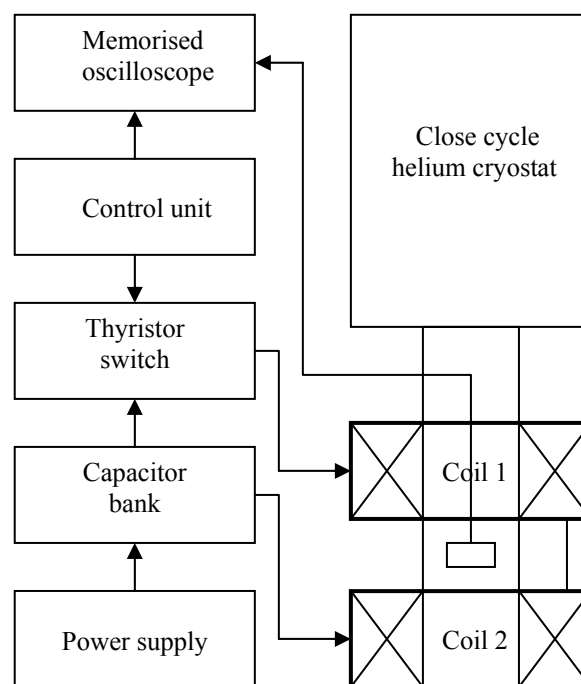 Memorised
oscilloscope
Close cycle
helium cryostat
Control unit
Thyristor
switch
Capacitor
bank
Coil 1
Power supply
Coil 2